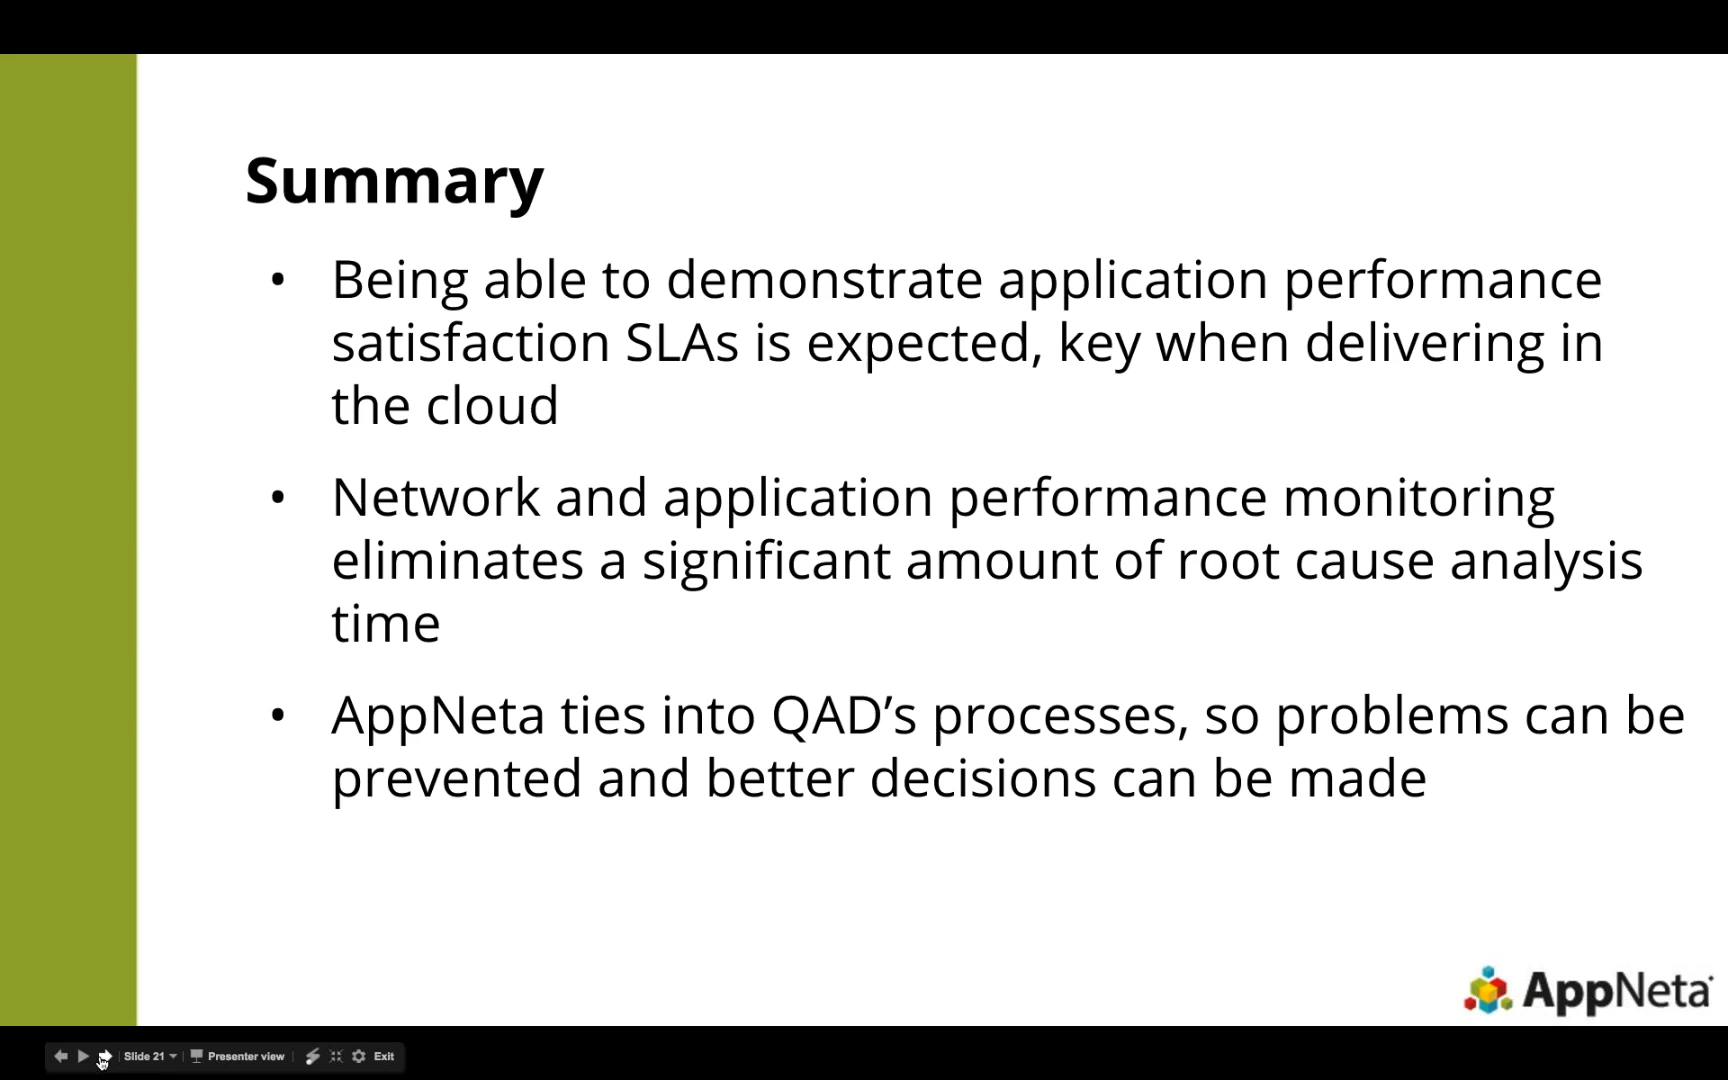 Summary
• Being able to demonstrate application performance
satisfaction SLAs is expected, key when delivering in
the cloud
• Network and application performance monitoring
eliminates a significant amount of root cause analysis
time
• AppNeta ties into QAD’s processes, so problems can be
prevented and better decisions can be made
AppNeta
Slide 21 Presenter view Exit